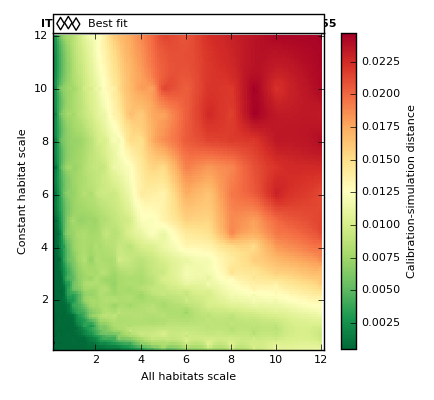 IT
Best fit
55
12
10
8
6
4
2
Constant habitat scale
2 4 6 8 10 12
All habitats scale
0.0225
0.0200
0.0175
0.0150
0.0125
0.0100
0.0075
0.0050
0.0025
Calibration-simulation distance